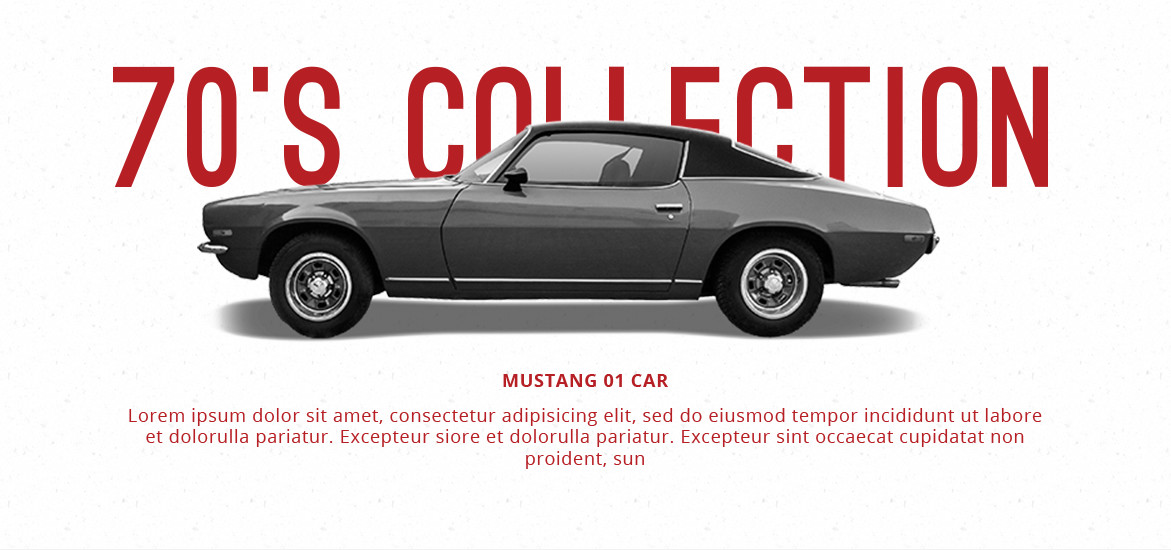 70'S COLLECTION
MUSTANG 01 CAR
Lorem ipsum dolor sit amet, consectetur adipisicing elit, sed do eiusmod tempor incididunt ut labore
et dolorulla pariatur. Excepteur siore et dolorulla pariatur. Excepteur sint occaecat cupidatat non
proident, sun